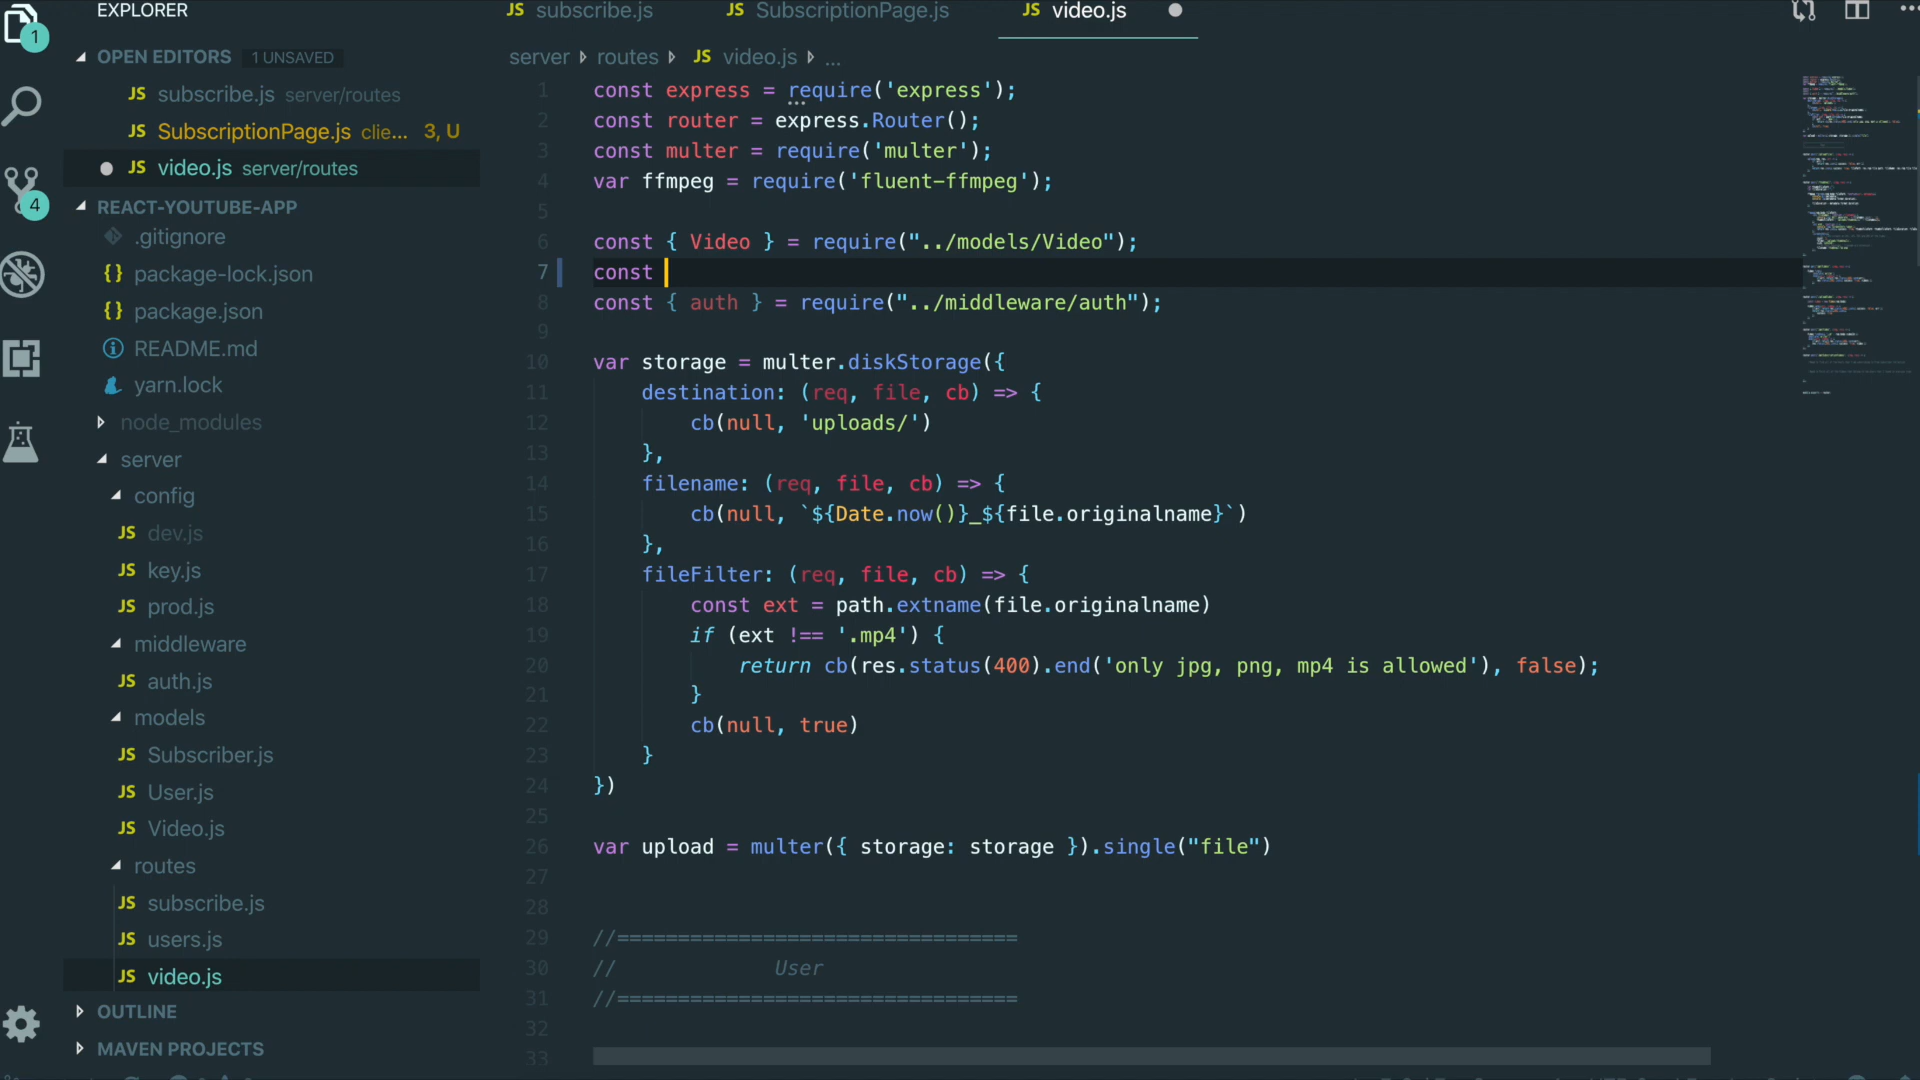 EXPLORER
1
OPEN EDITORS 1 UNSAVED
JS subscribe.js server/routes
JS SubscriptionPage.js clie... 3, U
JS video.js server/routes
4
REACT-YOUTUBE-APP
.gitignore
{} package-lock.json
{} package.json
README.md
yarn.lock
node_modules
server
config
JS dev.js
JS key.js
JS prod.js
middleware
JS auth.js
models
JS Subscriber.js
JS User.js
JS Video.js
routes
JS subscribe.js
JS users.js
JS video.js
OUTLINE
MAVEN PROJECTS
JS subscribe.js JS SubscriptionPage.js JS video.js
server routes JS video.js ...
1 const express = require('express');
2 const router = express.Router();
3 const multer = require('multer');
4 var ffmpeg = require('fluent-ffmpeg');
5
6 const { Video } = require("../models/Video");
7 const
8 const { auth } = require("../middleware/auth");
9
10 var storage = multer.diskStorage({
11 destination: (req, file, cb) => {
12 cb(null, 'uploads/')
13 },
14 filename: (req, file, cb) => {
15 cb(null, `${Date.now()}_${file.originalname}`)
16 },
17 fileFilter: (req, file, cb) => {
18 const ext = path.extname(file.originalname)
19 if (ext !== '.mp4') {
20 return cb(res.status(400).end('only jpg, png, mp4 is allowed'), false);
21 }
22 cb(null, true)
23 }
24 })
25
26 var upload = multer({ storage: storage }).single("file")
27
28
29 //=================================
30 // User
31 //=================================
32
33